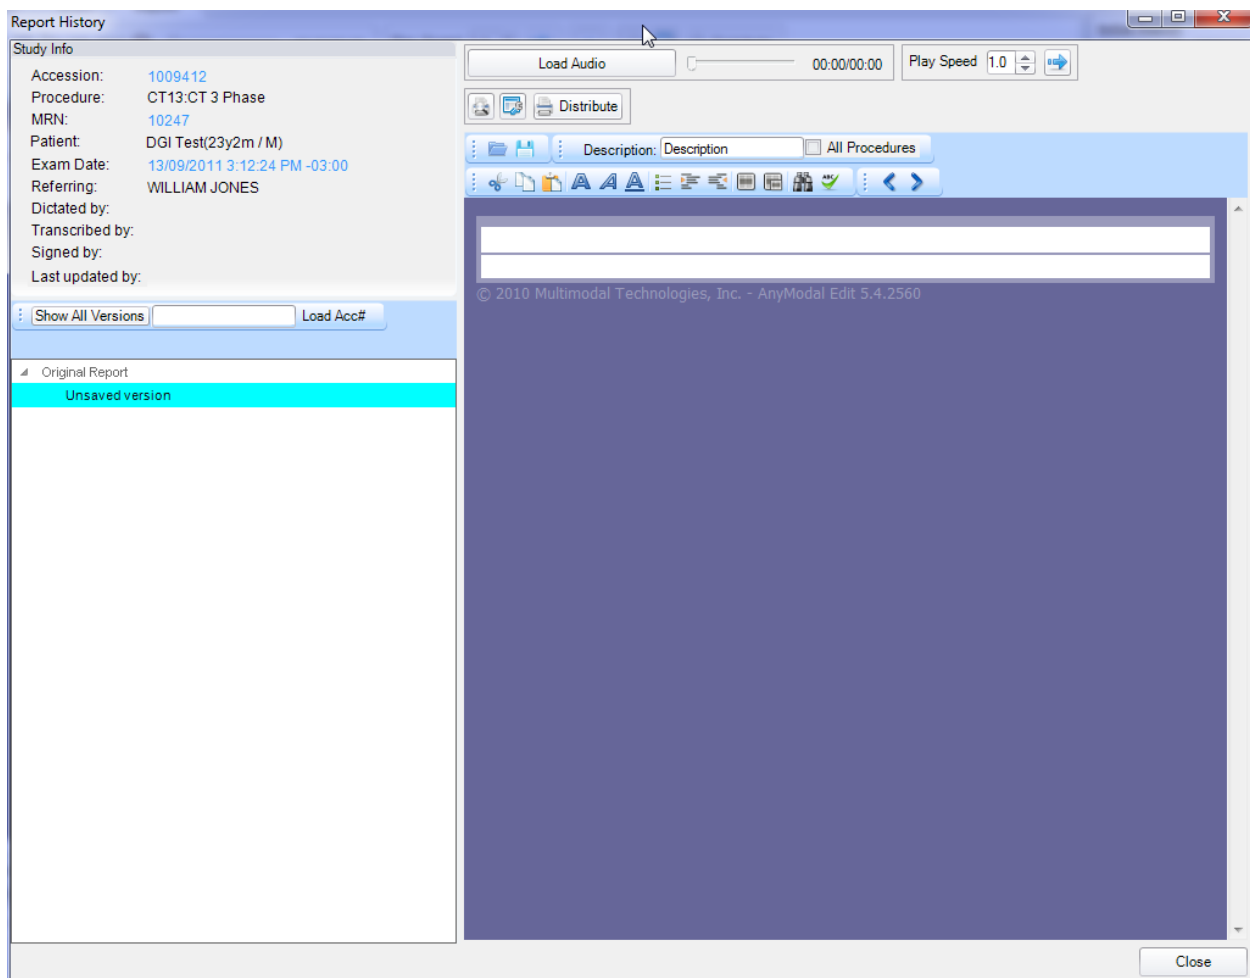 Report History
Study Info
Accession: 1009412
Procedure: CT13:CT 3 Phase
MRN: 10247
Patient: DGI Test(23y2m / M)
Exam Date: 13/09/2011 3:12:24 PM -03:00
Referring: WILLIAM JONES
Dictated by:
Transcribed by:
Signed by:
Last updated by:
Show All Versions Load Acc#
Original Report
Unsaved version
Load Audio 00:00/00:00 Play Speed 1.0
Distribute
Description: Description All Procedures
A A A ABC
© 2010 Multimodal Technologies, Inc. - AnyModal Edit 5.4.2560
Close